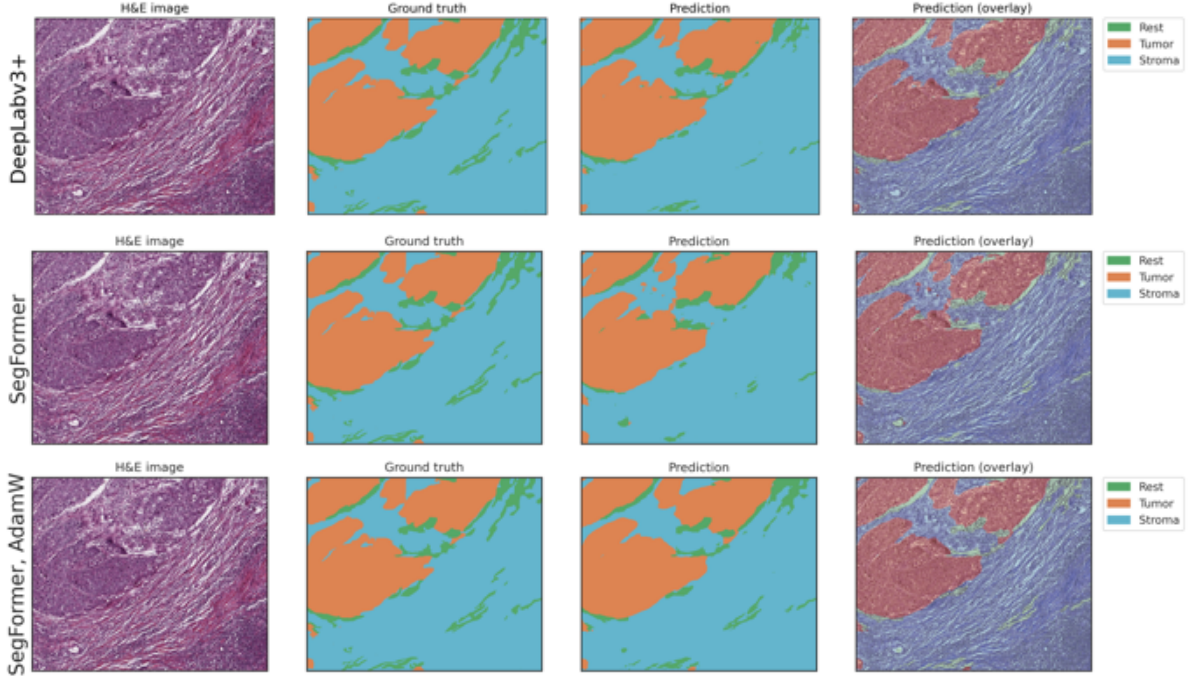 H&E image Ground truth Prediction Prediction (overlay)
DeepLabv3+
Rest
Tumor
Stroma
H&E image Ground truth Prediction Prediction (overlay)
SegFormer
Rest
Tumor
Stroma
H&E image Ground truth Prediction Prediction (overlay)
SegFormer, AdamW
Rest
Tumor
Stroma